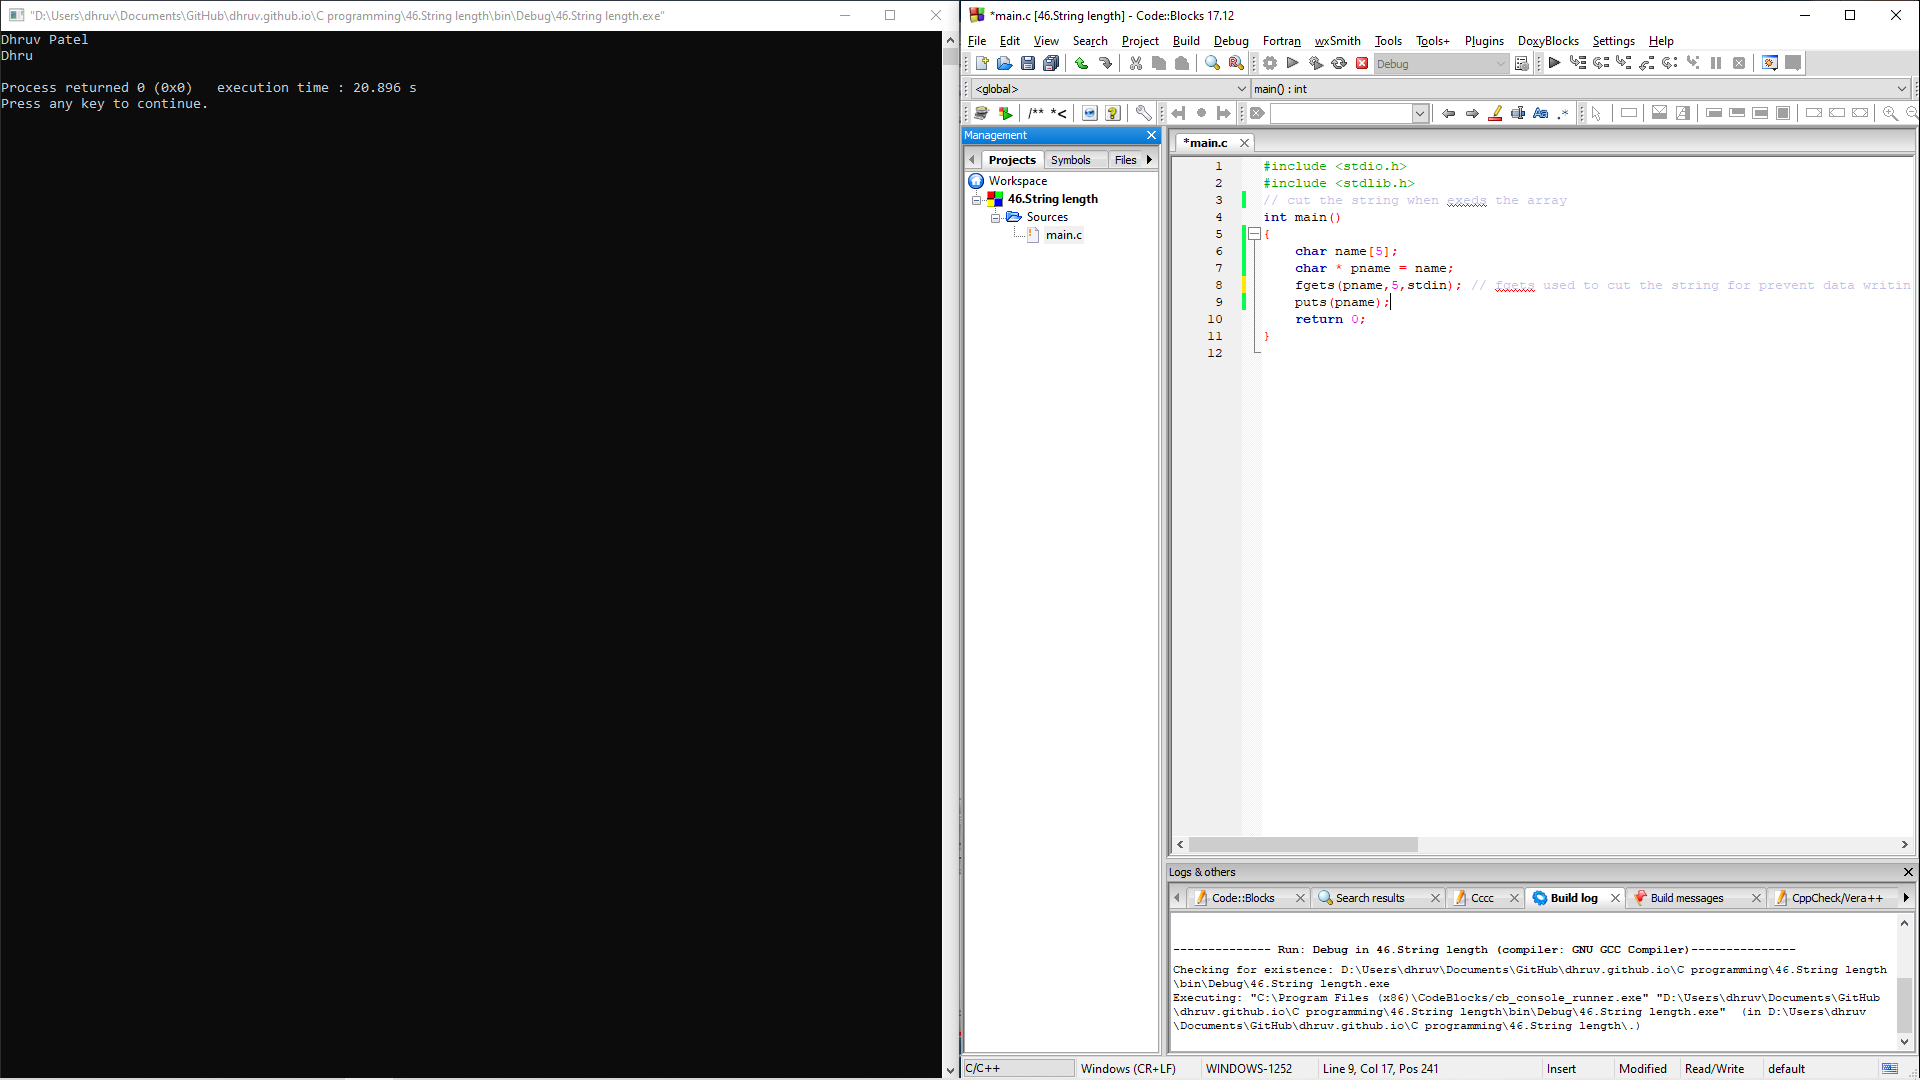 "D:\Users\dhruv\Documents\GitHub\dhruv.github.io\C programming\46.String length\bin\Debug\46.String length.exe"
Dhruv Patel
Dhru
Process returned 0 (0x0)   execution time : 20.896 s
Press any key to continue.
*main.c [46.String length] - Code::Blocks 17.12
File Edit View Search Project Build Debug Fortran wxSmith Tools Tools+ Plugins DoxyBlocks Settings Help
Debug
<global> main() : int
/** *<
Management
Projects Symbols Files
Workspace
46.String length
Sources
main.c
*main.c
1 #include <stdio.h>
2 #include <stdlib.h>
3 // cut the string when exeds the array
4 int main()
5 {
6 char name[5];
7 char * pname = name;
8 fgets(pname,5,stdin); // fgets used to cut the string for prevent data writin
9 puts(pname);
10 return 0;
11 }
12
Logs & others
Code::Blocks Search results Cccc Build log Build messages CppCheck/Vera++
-------------- Run: Debug in 46.String length (compiler: GNU GCC Compiler)---------------
Checking for existence: D:\Users\dhruv\Documents\GitHub\dhruv.github.io\C programming\46.String length
\bin\Debug\46.String length.exe
Executing: "C:\Program Files (x86)\CodeBlocks/cb_console_runner.exe" "D:\Users\dhruv\Documents\GitHub
\dhruv.github.io\C programming\46.String length\bin\Debug\46.String length.exe"  (in D:\Users\dhruv
\Documents\GitHub\dhruv.github.io\C programming\46.String length\.)
C/C++ Windows (CR+LF) WINDOWS-1252 Line 9, Col 17, Pos 241 Insert Modified Read/Write default